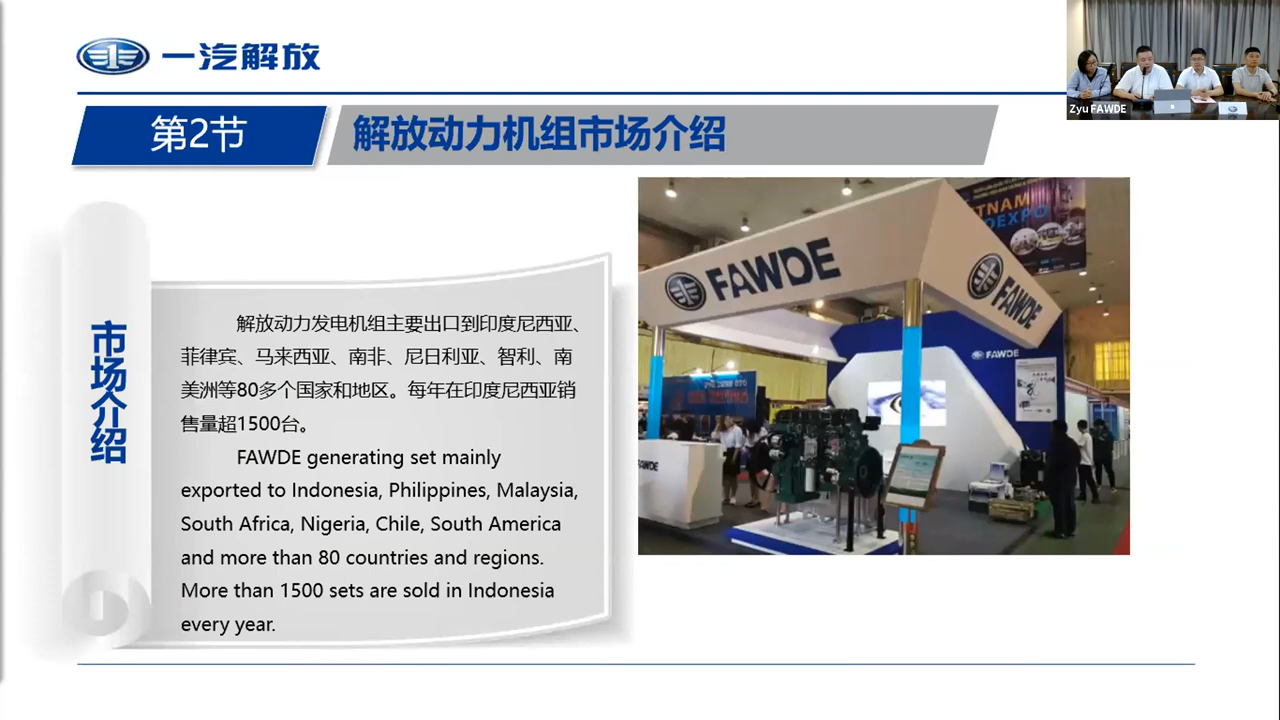 一汽解放
Zyu FAWDE
第2节
解放动力机组市场介绍
市场介绍
解放动力发电机组主要出口到印度尼西亚、
菲律宾、马来西亚、南非、尼日利亚、智利、南
美洲等80多个国家和地区。每年在印度尼西亚销
售量超1500台。
FAWDE generating set mainly
exported to Indonesia, Philippines, Malaysia,
South Africa, Nigeria, Chile, South America
and more than 80 countries and regions.
More than 1500 sets are sold in Indonesia
every year.
FAWDE
FAWDE
FAWDE
FAWDE
TNAM
EXPO